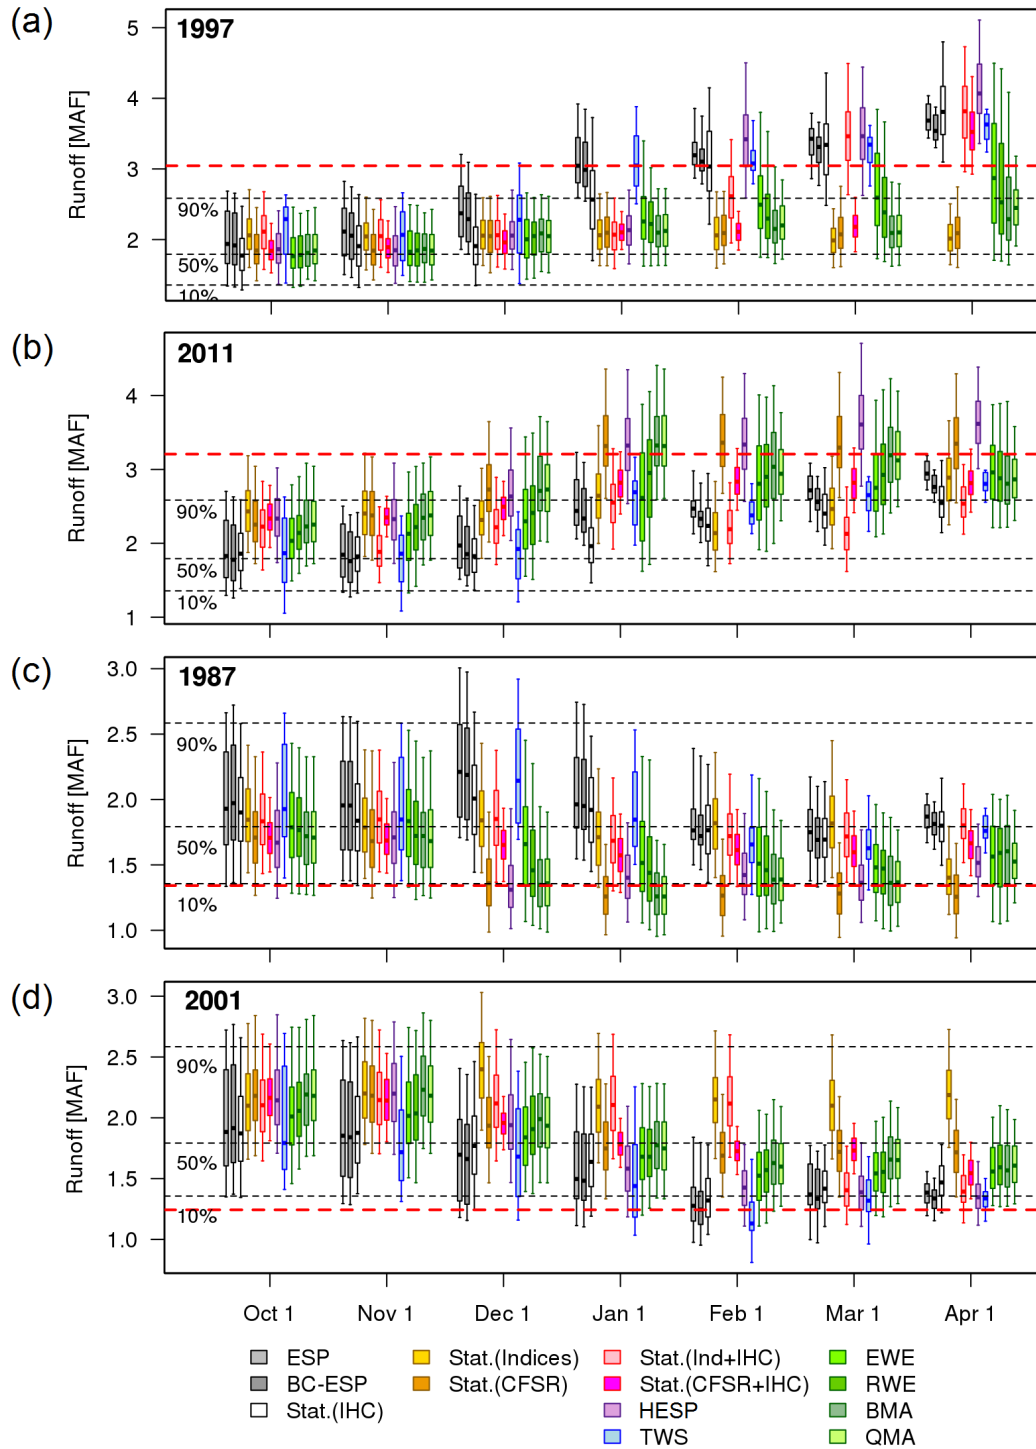 (a)
1997
5
4
3
2
Runoff [MAF]
90%
50%
10%
(b)
2011
4
3
2
1
Runoff [MAF]
90%
50%
10%
(c)
1987
3.0
2.5
2.0
1.5
1.0
Runoff [MAF]
90%
50%
10%
(d)
2001
3.0
2.5
2.0
1.5
1.0
Runoff [MAF]
90%
50%
10%
Oct 1 Nov 1 Dec 1 Jan 1 Feb 1 Mar 1 Apr 1
ESP Stat.(Indices) Stat.(Ind+IHC) EWE
BC-ESP Stat.(CFSR) Stat.(CFSR+IHC) RWE
Stat.(IHC) HESP BMA
TWS QMA